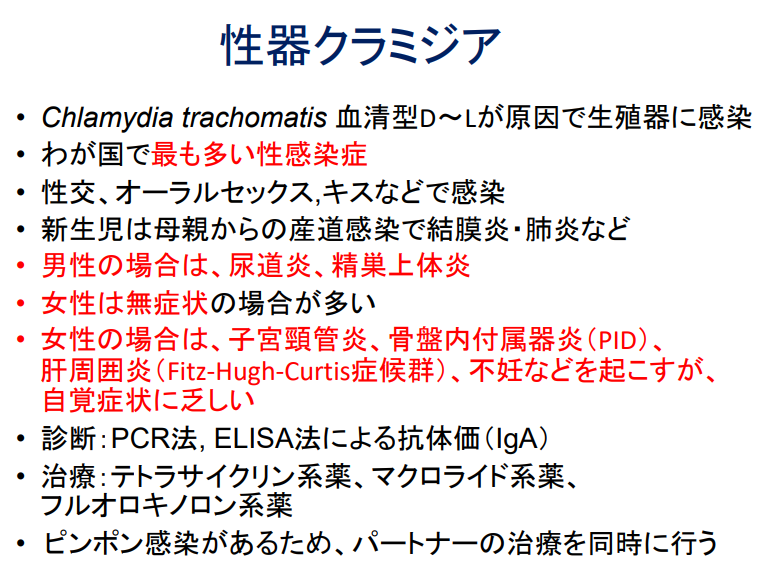 性器クラミジア
• Chlamydia trachomatis 血清型D～Lが原因で生殖器に感染
• わが国で最も多い性感染症
• 性交、オーラルセックス,キスなどで感染
• 新生児は母親からの産道感染で結膜炎・肺炎など
• 男性の場合は、尿道炎、精巣上体炎
• 女性は無症状の場合が多い
• 女性の場合は、子宮頸管炎、骨盤内付属器炎（PID）、
肝周囲炎（Fitz-Hugh-Curtis症候群）、不妊などを起こすが、
自覚症状に乏しい
• 診断：PCR法, ELISA法による抗体価（IgA）
• 治療：テトラサイクリン系薬、マクロライド系薬、
フルオロキノロン系薬
• ピンポン感染があるため、パートナーの治療を同時に行う